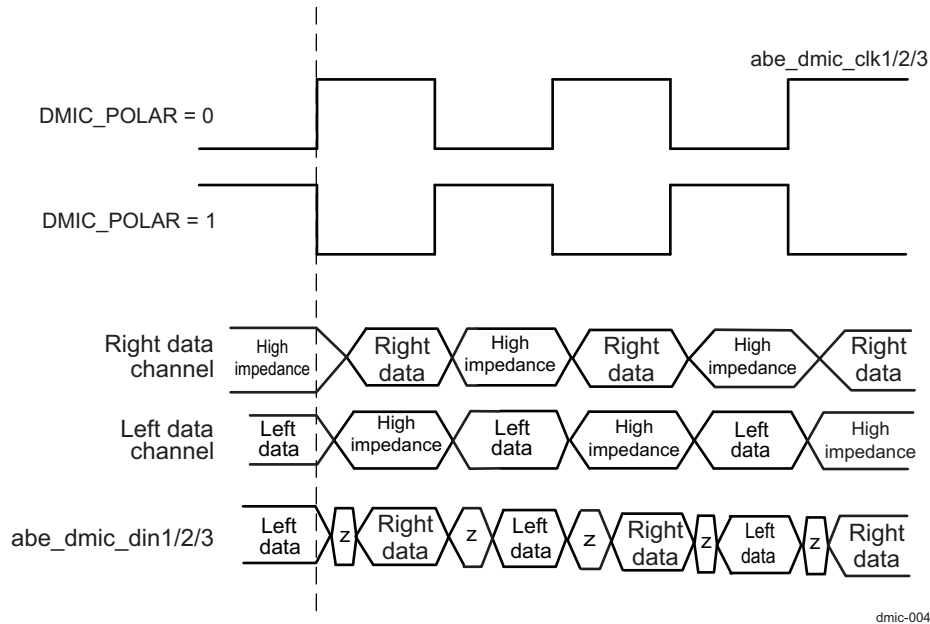 abe_dmic_clk1/2/3
DMIC_POLAR = 0
DMIC_POLAR = 1
Right data
channel
High
impedance
Right
data
High
impedance
Right
data
High
impedance
Right
data
Left data
channel
Left
data
High
impedance
Left
data
High
impedance
Left
data
High
impedance
abe_dmic_din1/2/3
Left
data
z
Right
data
z
Left
data
z
Right
data
z
Left
data
z
Right
data
dmic-004